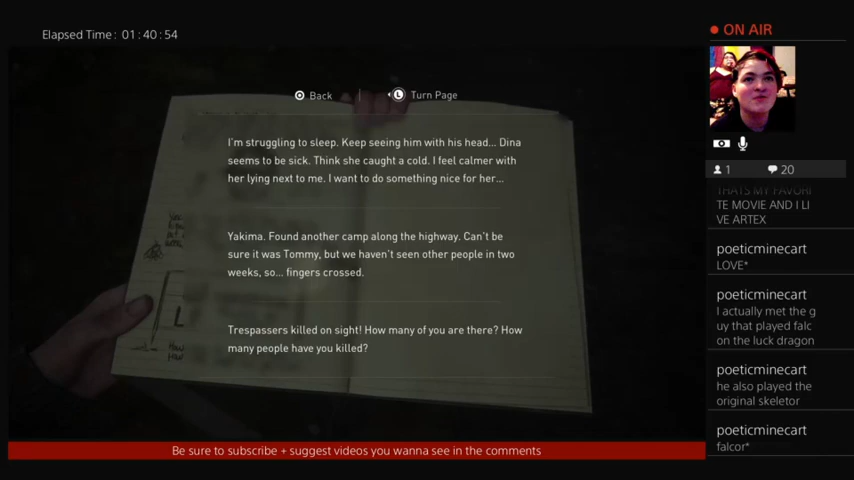 Elapsed Time: 01:40:54
ON AIR
Back
L Turn Page
I'm struggling to sleep. Keep seeing him with his head... Dina
seems to be sick. Think she caught a cold. I feel calmer with
her lying next to me. I want to do something nice for her...
Yakima. Found another camp along the highway. Can't be
sure it was Tommy, but we haven't seen other people in two
weeks, so... fingers crossed.
Trespassers killed on sight! How many of you are there? How
many people have you killed?
1
20
THATS MY FAVORI
TE MOVIE AND I LI
VE ARTEX
poeticminecart
LOVE*
poeticminecart
I actually met the g
uy that played falc
on the luck dragon
poeticminecart
he also played the
original skeletor
poeticminecart
falcor*
Be sure to subscribe + suggest videos you wanna see in the comments